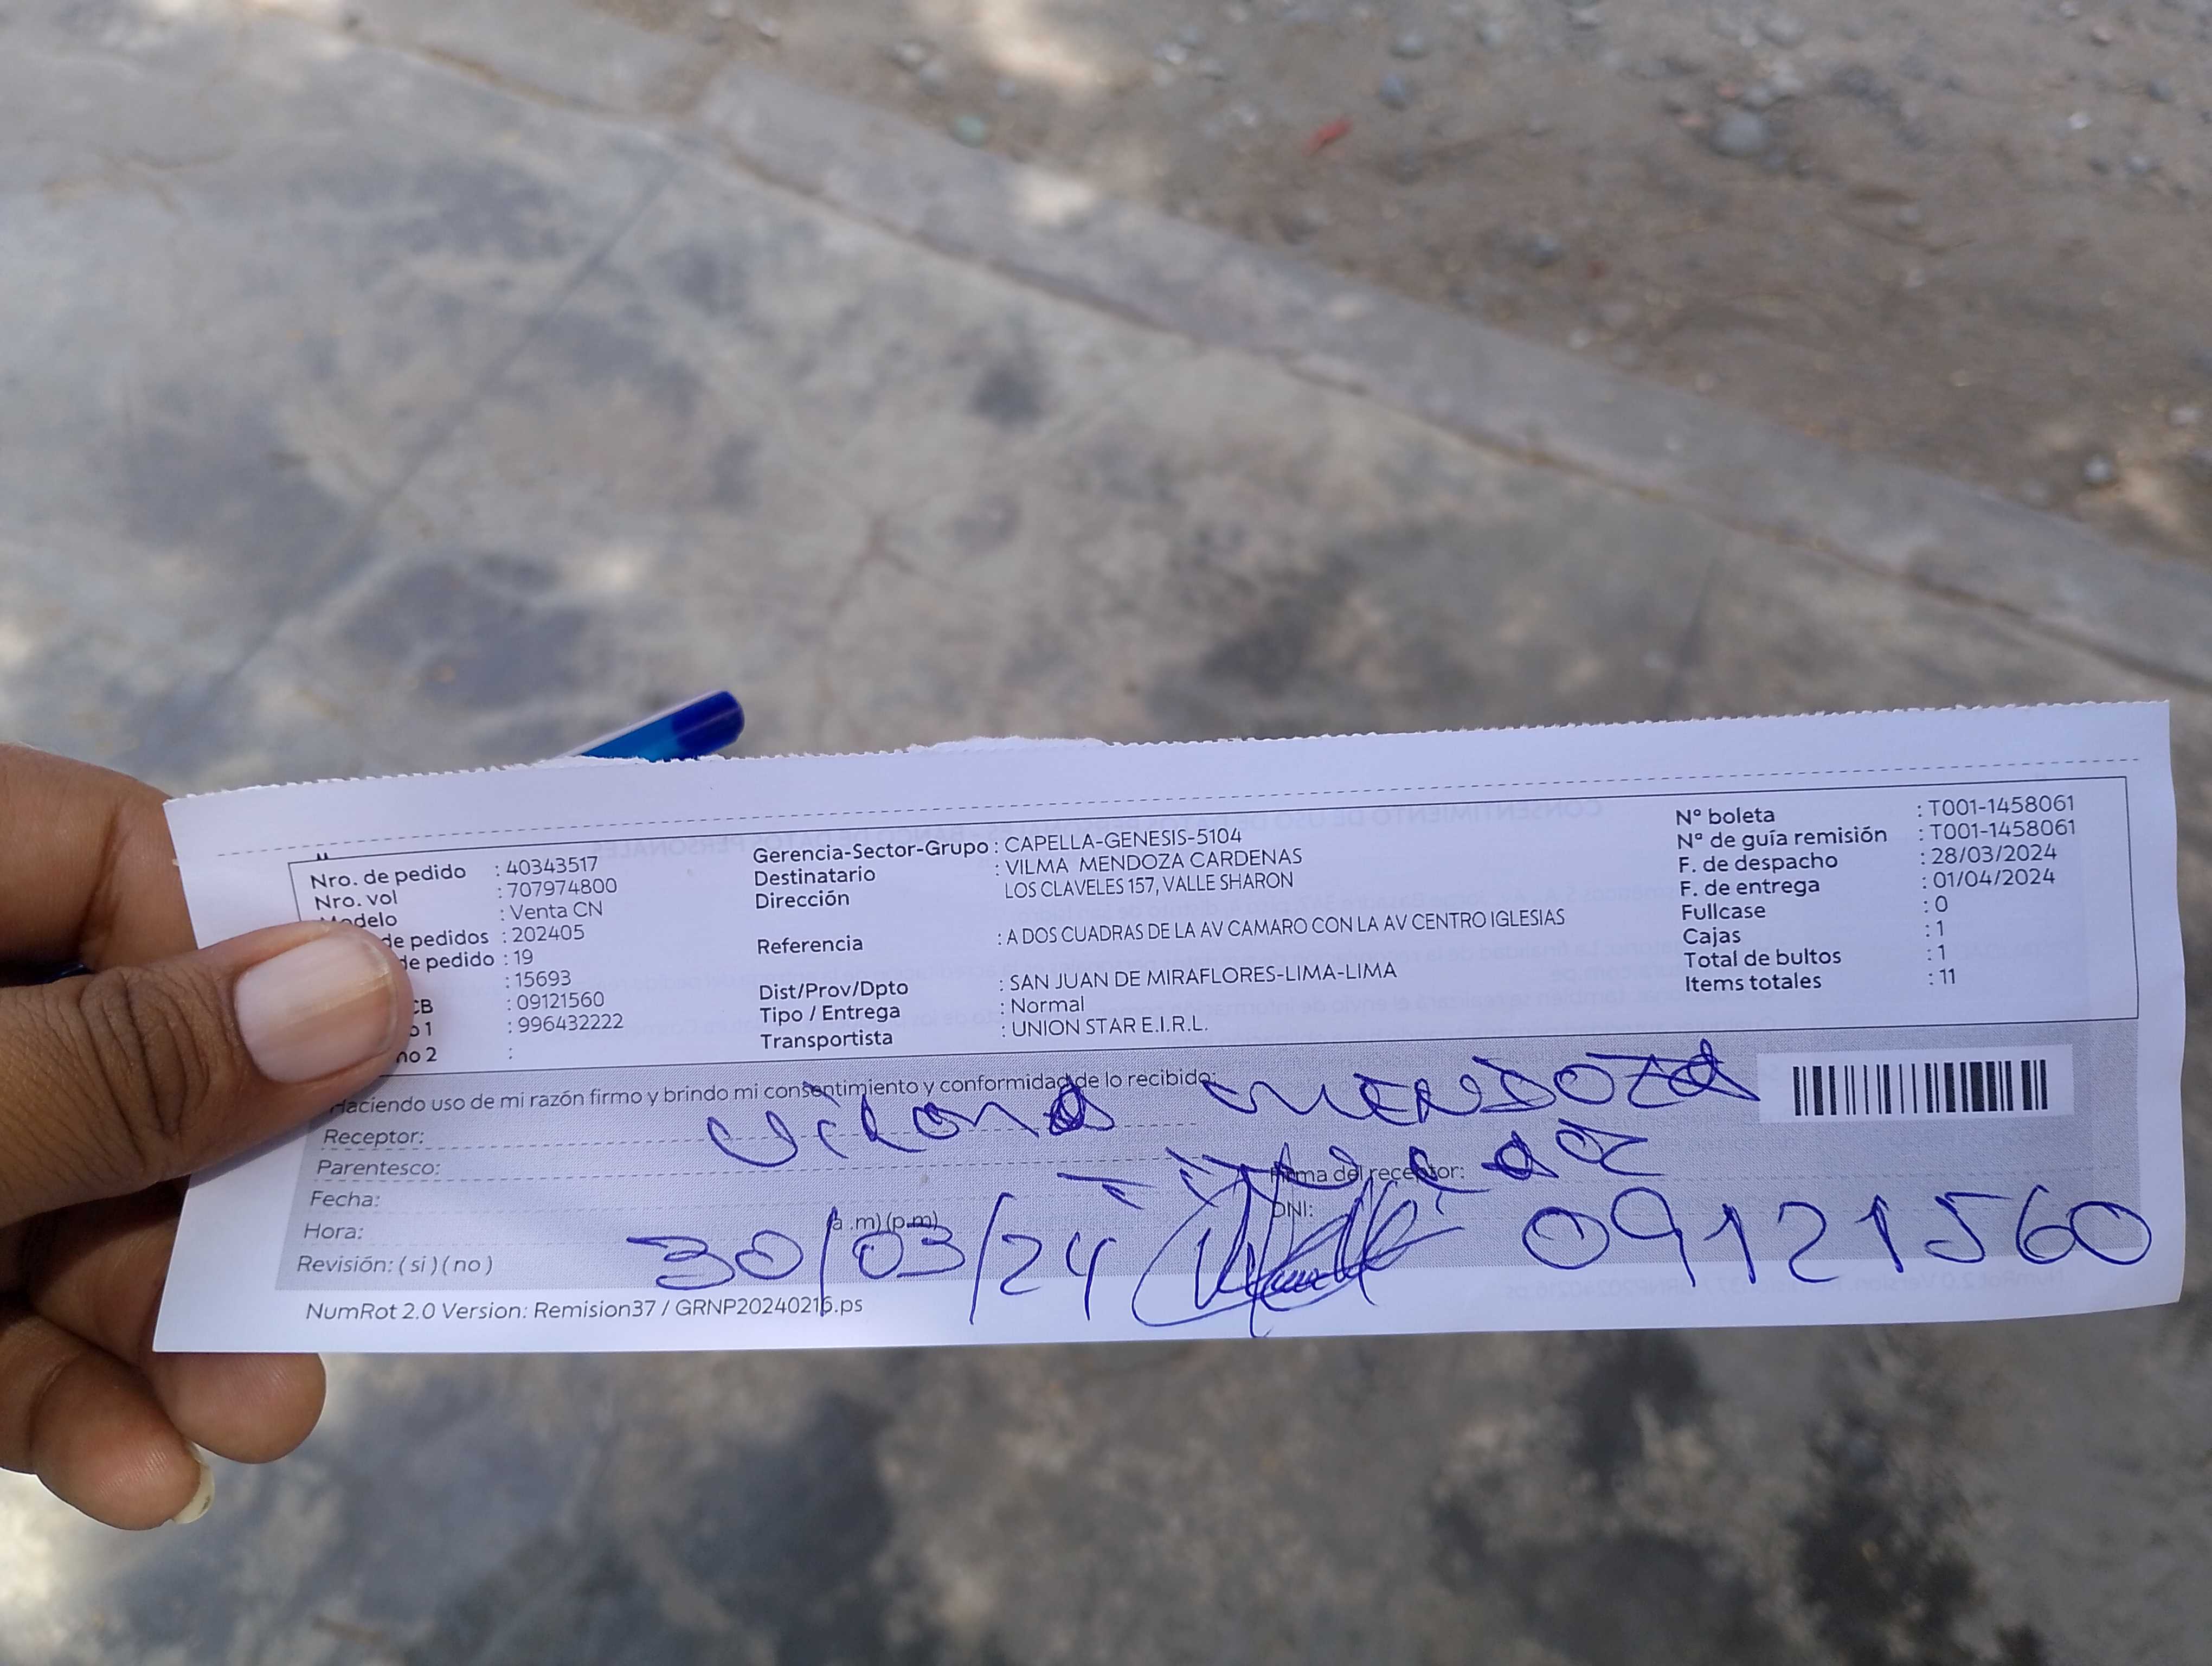 Nro. de pedido : 40343517
Nro. vol : 707974800
Modelo : Venta CN
de pedidos : 202405
de pedido : 19
: 15693
CB : 09121560
o 1 : 996432222
no 2 :
Gerencia-Sector-Grupo : CAPELLA-GENESIS-5104
Destinatario : VILMA MENDOZA CARDENAS
Dirección LOS CLAVELES 157, VALLE SHARON
Referencia : A DOS CUADRAS DE LA AV CAMARO CON LA AV CENTRO IGLESIAS
Dist/Prov/Dpto : SAN JUAN DE MIRAFLORES-LIMA-LIMA
Tipo / Entrega : Normal
Transportista : UNION STAR E.I.R.L.
N° boleta : T001-1458061
Nª de guía remisión : T001-1458061
F. de despacho : 28/03/2024
F. de entrega : 01/04/2024
Fullcase : 0
Cajas : 1
Total de bultos : 1
Items totales : 11
Haciendo uso de mi razón firmo y brindo mi consentimiento y conformidad de lo recibido:
Receptor: Vilma Mendoza
Parentesco:
Firma del receptor:
Fecha:
DNI: 09121560
Hora: (a .m) (p.m)
30/03/24
Revisión: ( si ) ( no )
NumRot 2.0 Version: Remision37 / GRNP20240216.ps